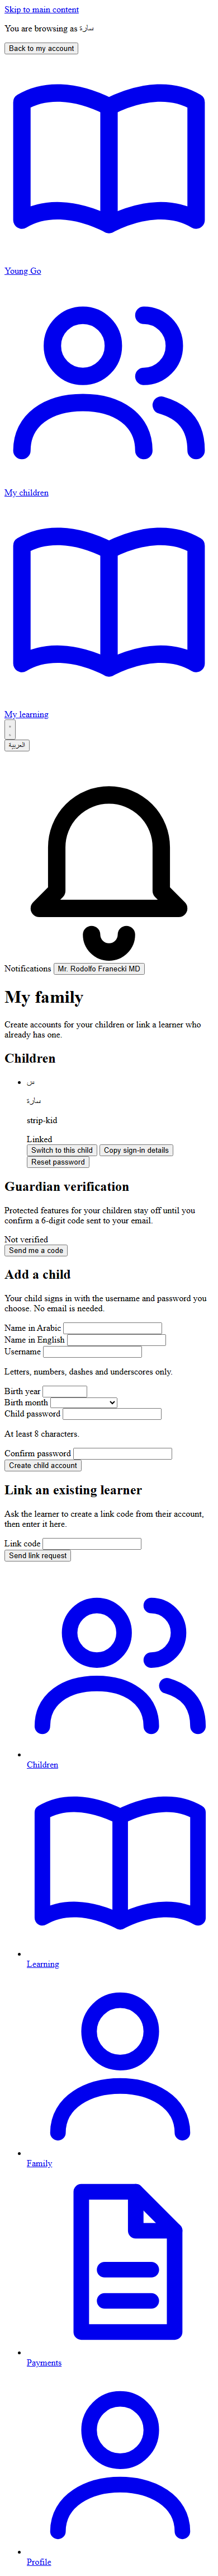 Skip to main content
You are browsing as سارة
Back to my account
Young Go
My children
My learning
العربية
Notifications Mr. Rodolfo Franecki MD
My family
Create accounts for your children or link a learner who
already has one.
Children
س
سارة
strip-kid
Linked
Switch to this child Copy sign-in details
Reset password
Guardian verification
Protected features for your children stay off until you
confirm a 6-digit code sent to your email.
Not verified
Send me a code
Add a child
Your child signs in with the username and password you
choose. No email is needed.
Name in Arabic
Name in English
Username
Letters, numbers, dashes and underscores only.
Birth year
Birth month
Child password
At least 8 characters.
Confirm password
Create child account
Link an existing learner
Ask the learner to create a link code from their account,
then enter it here.
Link code
Send link request
Children
Learning
Family
Payments
Profile